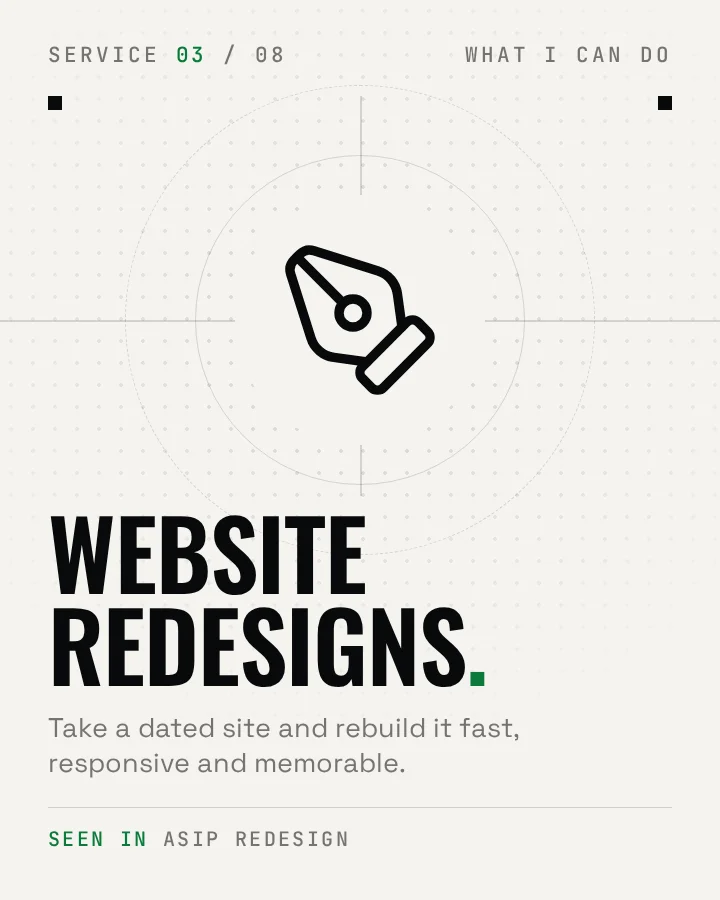 SERVICE 03 / 08
WHAT I CAN DO
WEBSITE
REDESIGNS.
Take a dated site and rebuild it fast,
responsive and memorable.
SEEN IN ASIP REDESIGN